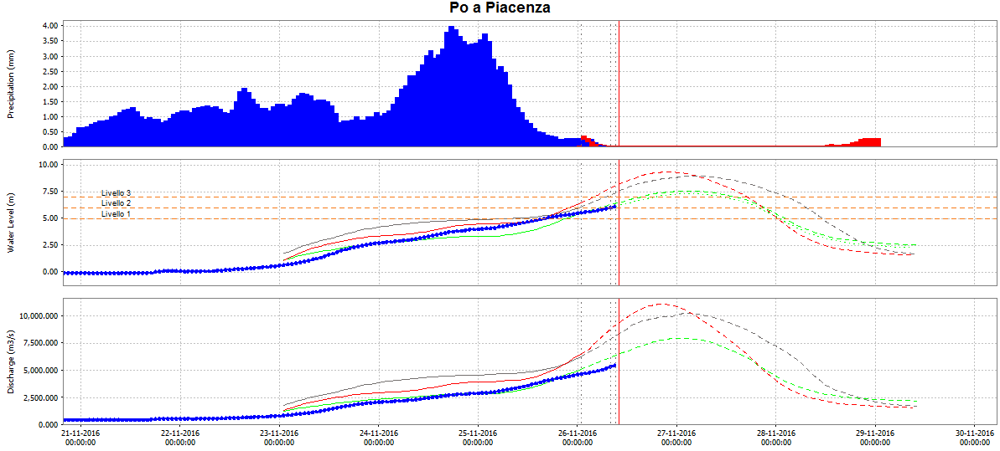 Po a Piacenza
Precipitation (mm)
4.00
3.50
3.00
2.50
2.00
1.50
1.00
0.50
0.00
Water Level (m)
10.00
7.50
5.00
2.50
0.00
Livello 3
Livello 2
Livello 1
Discharge (m3/s)
10,000.000
7,500.000
5,000.000
2,500.000
0.000
21-11-2016 22-11-2016 23-11-2016 24-11-2016 25-11-2016 26-11-2016 27-11-2016 28-11-2016 29-11-2016 30-11-2016
00:00:00 00:00:00 00:00:00 00:00:00 00:00:00 00:00:00 00:00:00 00:00:00 00:00:00 00:00:00